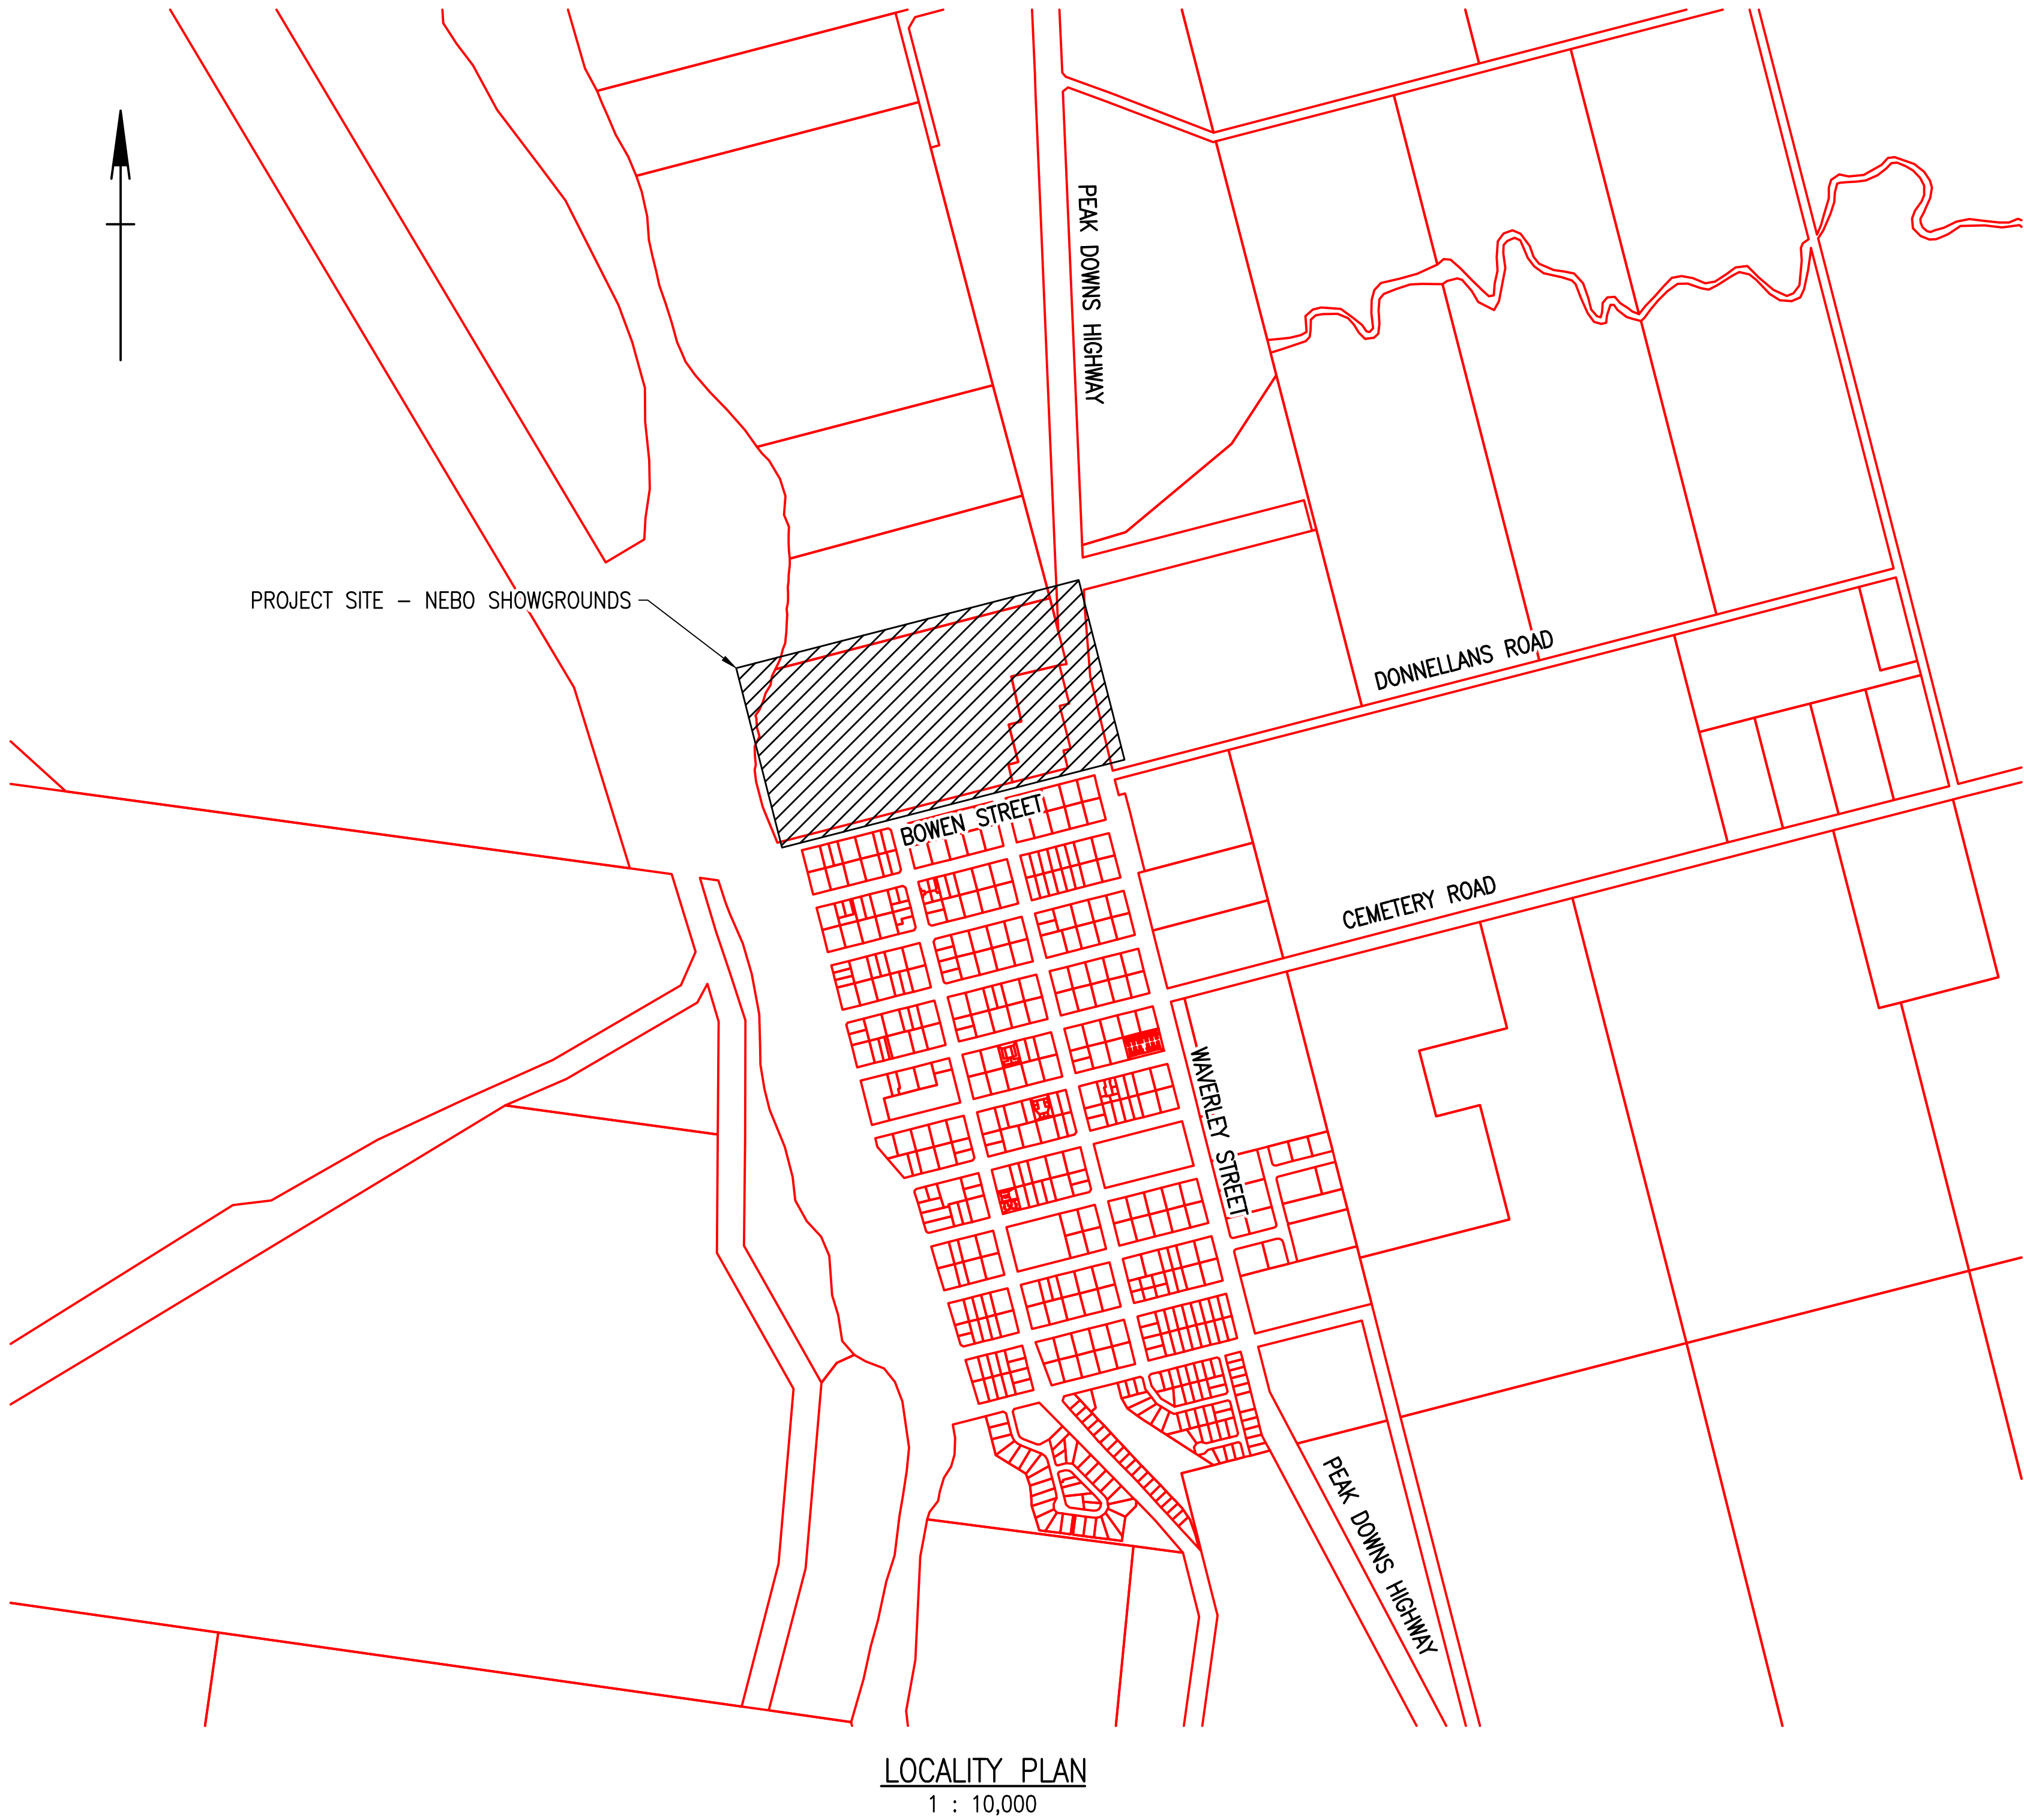 PEAK DOWNS HIGHWAY
PROJECT SITE – NEBO SHOWGROUNDS
DONNELLANS ROAD
BOWEN STREET
CEMETERY ROAD
WAVERLEY STREET
PEAK DOWNS HIGHWAY
LOCALITY PLAN
1 : 10,000